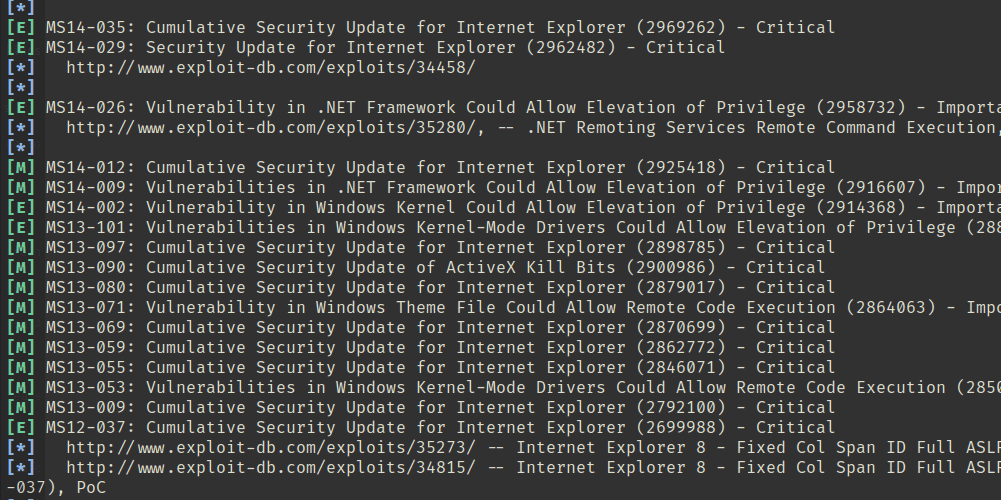 [*]
[E] MS14-035: Cumulative Security Update for Internet Explorer (2969262) - Critical
[E] MS14-029: Security Update for Internet Explorer (2962482) - Critical
[*]   http://www.exploit-db.com/exploits/34458/
[*]
[E] MS14-026: Vulnerability in .NET Framework Could Allow Elevation of Privilege (2958732) - Importa
[*]   http://www.exploit-db.com/exploits/35280/, -- .NET Remoting Services Remote Command Execution,
[*]
[M] MS14-012: Cumulative Security Update for Internet Explorer (2925418) - Critical
[M] MS14-009: Vulnerabilities in .NET Framework Could Allow Elevation of Privilege (2916607) - Impor
[E] MS14-002: Vulnerability in Windows Kernel Could Allow Elevation of Privilege (2914368) - Importa
[E] MS13-101: Vulnerabilities in Windows Kernel-Mode Drivers Could Allow Elevation of Privilege (288
[M] MS13-097: Cumulative Security Update for Internet Explorer (2898785) - Critical
[M] MS13-090: Cumulative Security Update of ActiveX Kill Bits (2900986) - Critical
[M] MS13-080: Cumulative Security Update for Internet Explorer (2879017) - Critical
[M] MS13-071: Vulnerability in Windows Theme File Could Allow Remote Code Execution (2864063) - Impo
[M] MS13-069: Cumulative Security Update for Internet Explorer (2870699) - Critical
[M] MS13-059: Cumulative Security Update for Internet Explorer (2862772) - Critical
[M] MS13-055: Cumulative Security Update for Internet Explorer (2846071) - Critical
[M] MS13-053: Vulnerabilities in Windows Kernel-Mode Drivers Could Allow Remote Code Execution (2850
[M] MS13-009: Cumulative Security Update for Internet Explorer (2792100) - Critical
[E] MS12-037: Cumulative Security Update for Internet Explorer (2699988) - Critical
[*]   http://www.exploit-db.com/exploits/35273/ -- Internet Explorer 8 - Fixed Col Span ID Full ASLR
[*]   http://www.exploit-db.com/exploits/34815/ -- Internet Explorer 8 - Fixed Col Span ID Full ASLR
-037), PoC